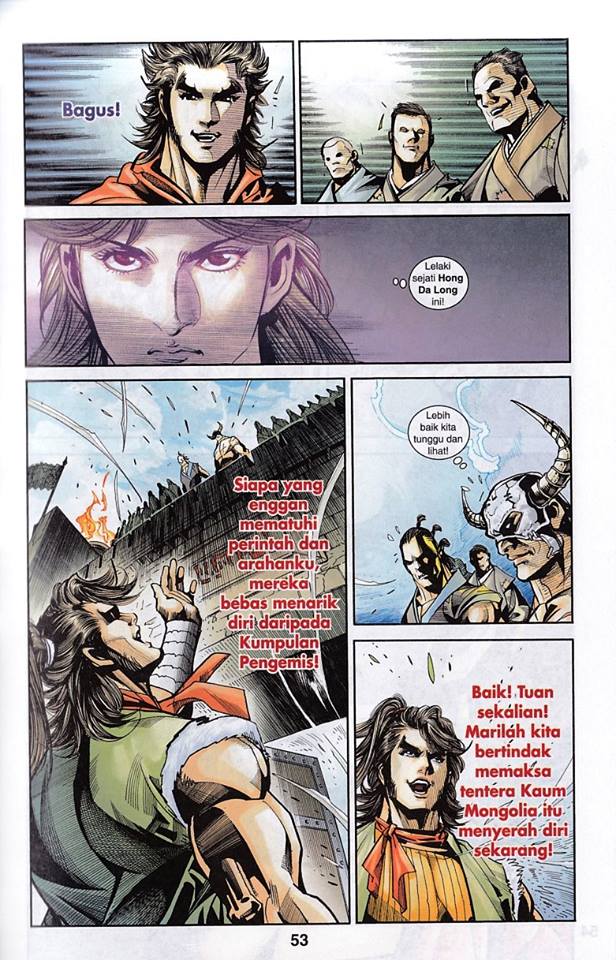 Bagus!
Lelaki
sejati Hong
Da Long
ini!
Siapa yang
enggan
mematuhi
perintah dan
arahanku,
mereka
bebas menarik
diri daripada
Kumpulan
Pengemis!
Lebih
baik kita
tunggu dan
lihat!
Baik! Tuan
sekalian!
Marilah kita
bertindak
memaksa
tentera Kaum
Mongolia itu
menyerah diri
sekarang!
53